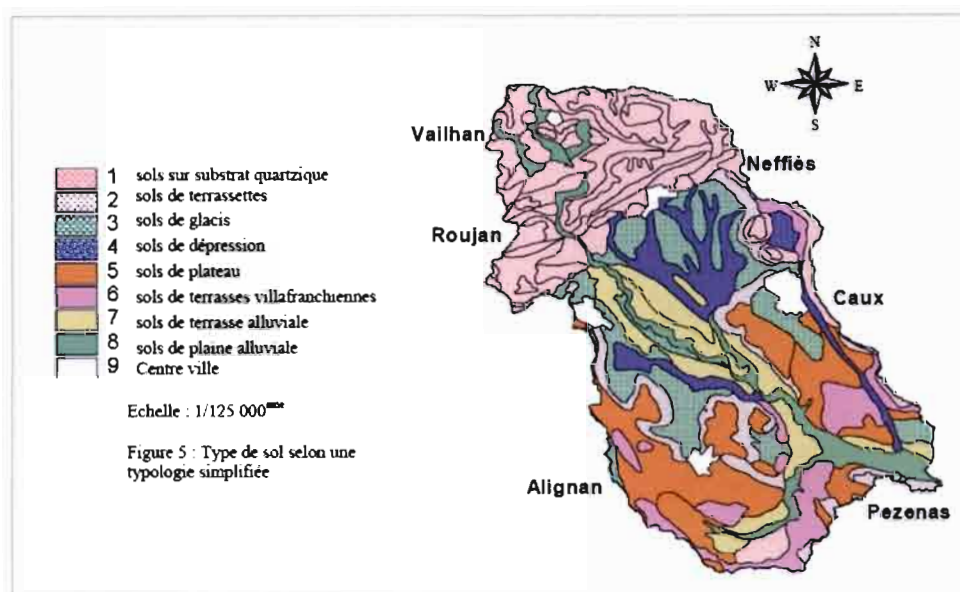 N
W E
S
Vailhan
Neffiès
Roujan
Caux
Alignan
Pezenas
1 sols sur substrat quartzique
2 sols de terrassettes
3 sols de glacis
4 sols de dépression
5 sols de plateau
6 sols de terrasses villafranchiennes
7 sols de terrasse alluviale
8 sols de plaine alluviale
9 Centre ville
Echelle : 1/125 000ème
Figure 5 : Type de sol selon une
typologie simplifiée